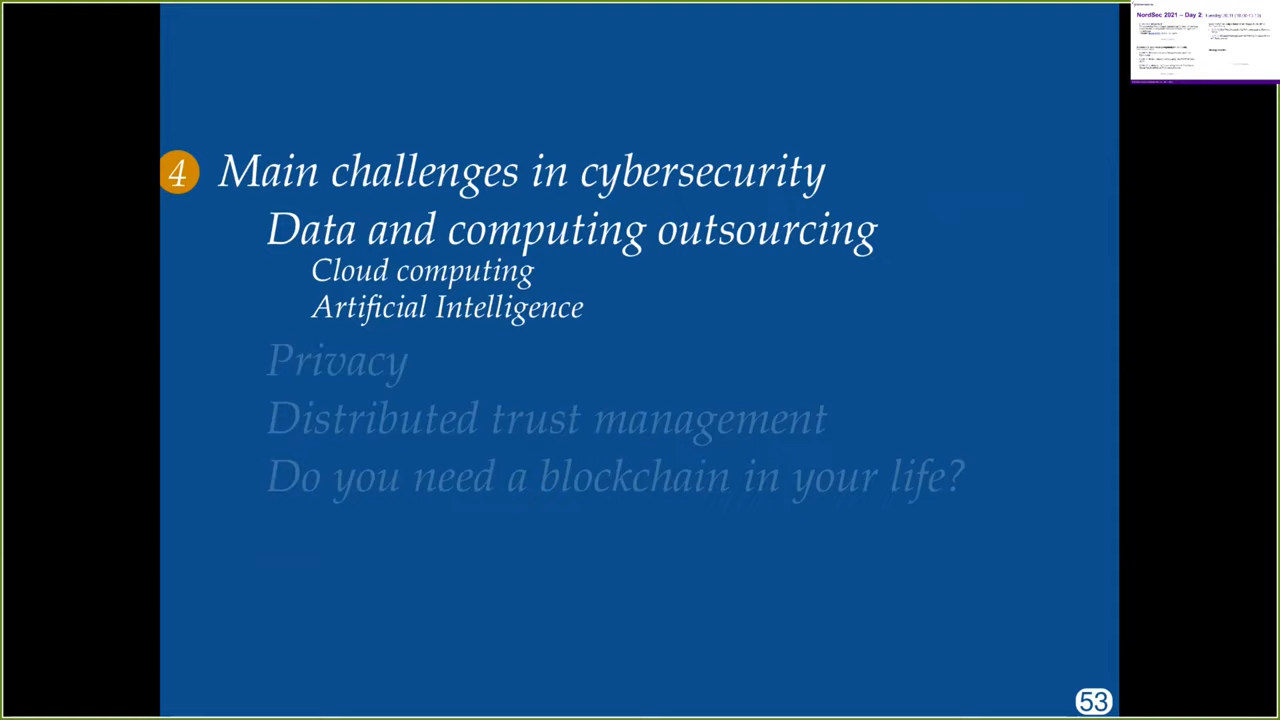 4 Main challenges in cybersecurity
Data and computing outsourcing
Cloud computing
Artificial Intelligence
Privacy
Distributed trust management
Do you need a blockchain in your life?
53
NordSec 2021 – Day 2: